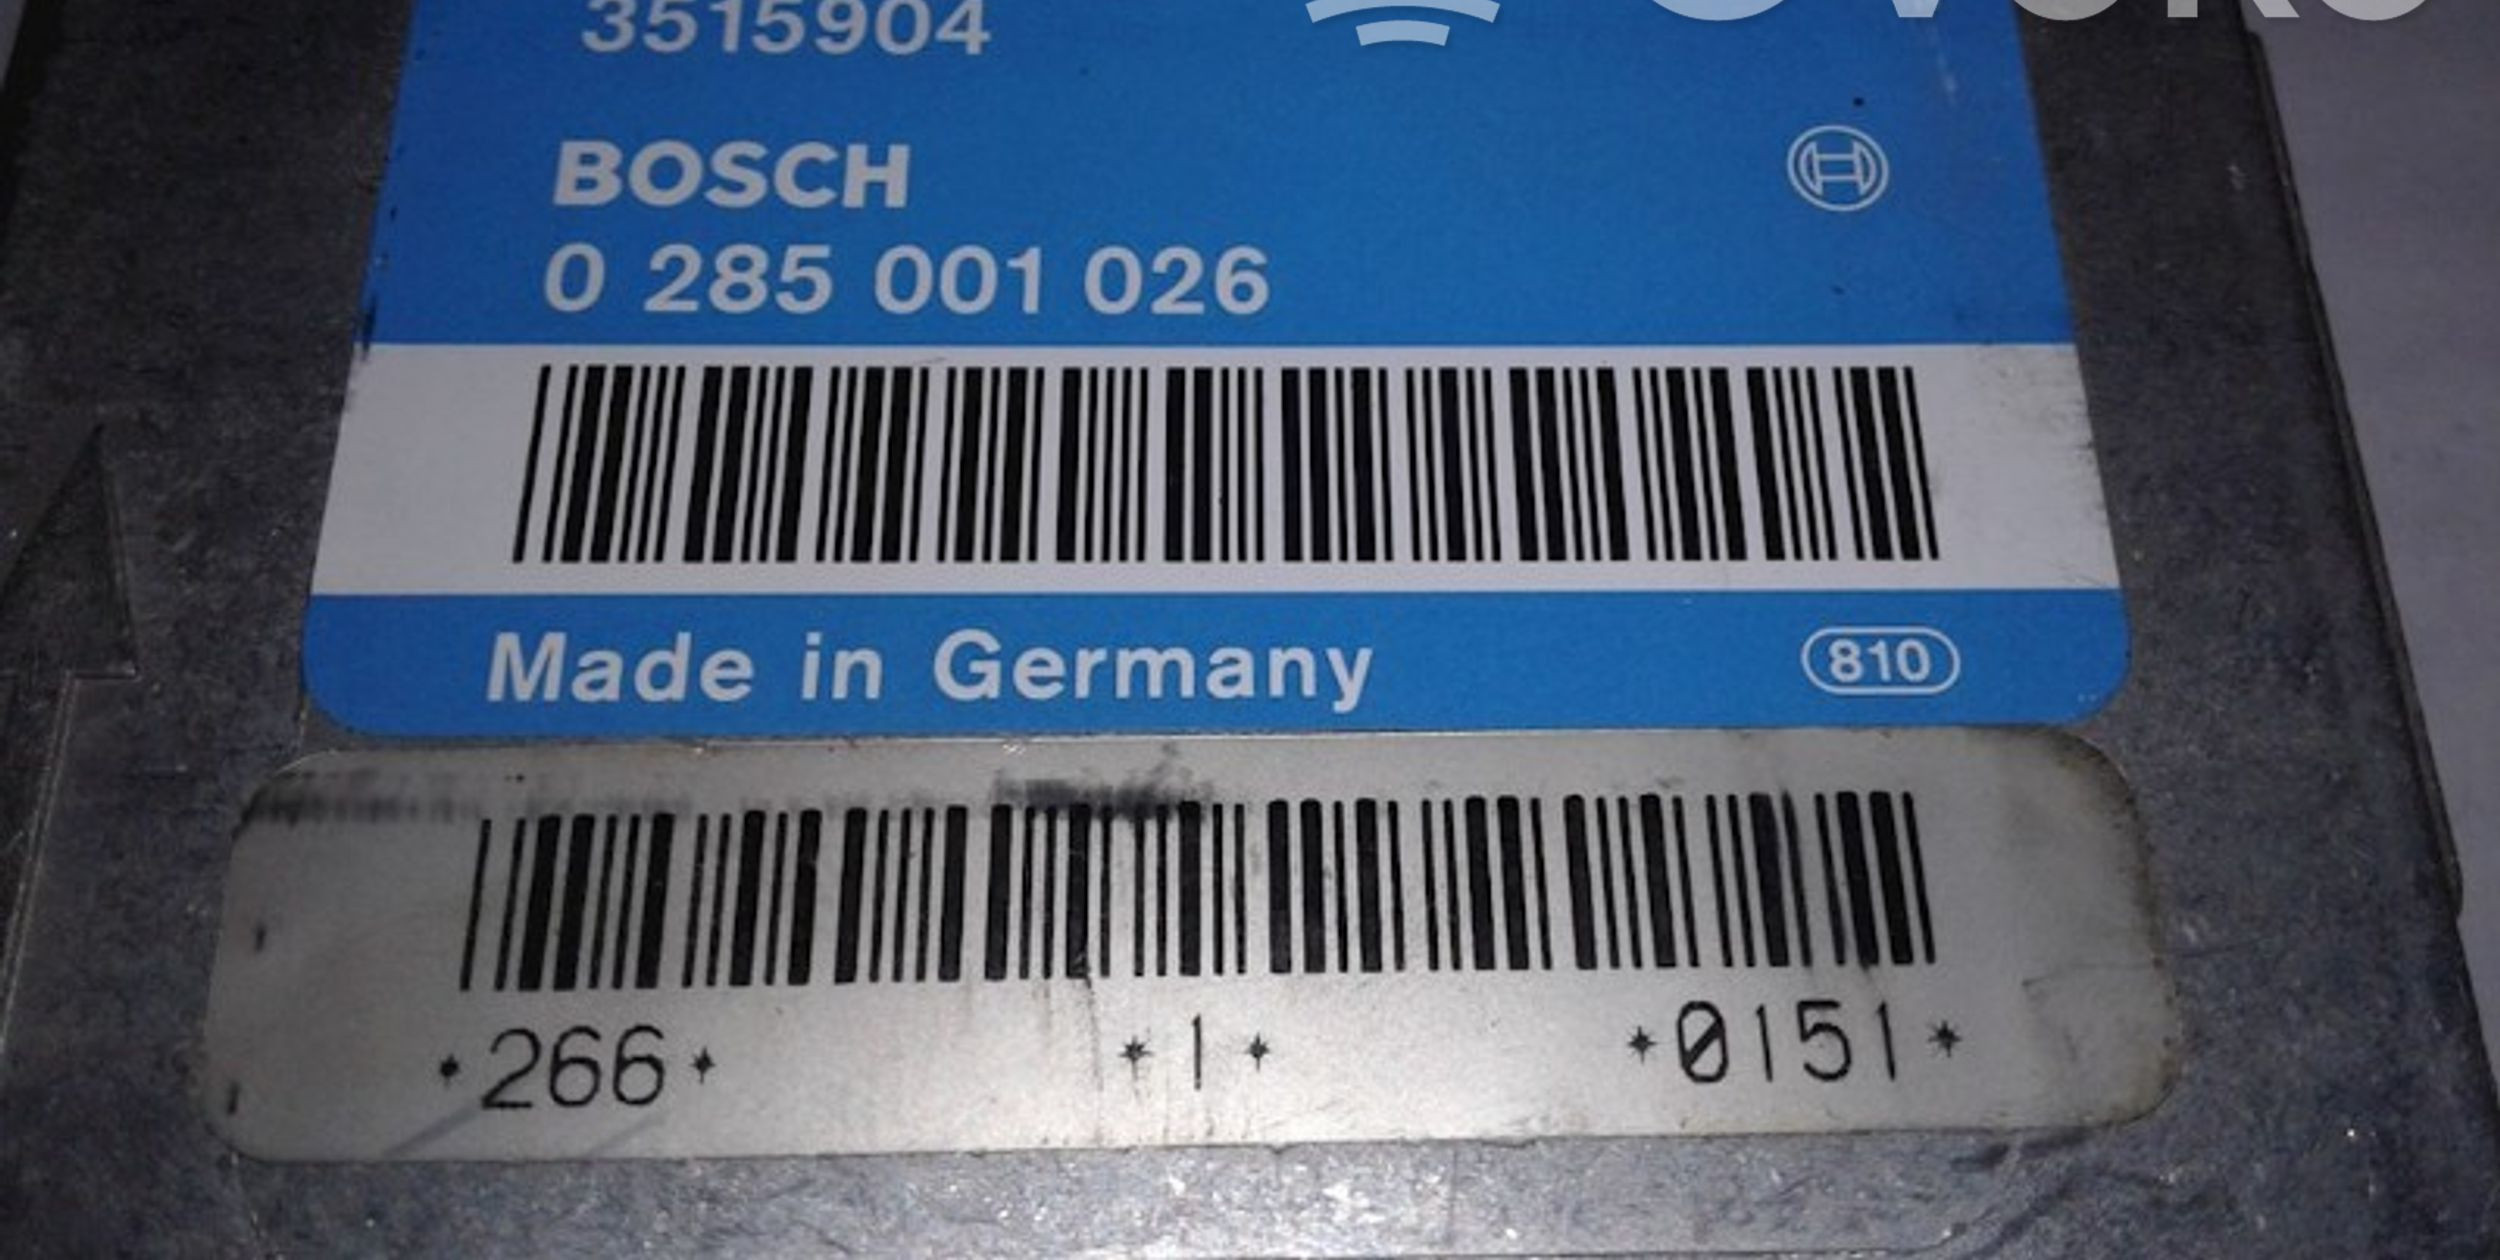 3515904
BOSCH
0 285 001 026
Made in Germany
810
*266* *1* *0151*